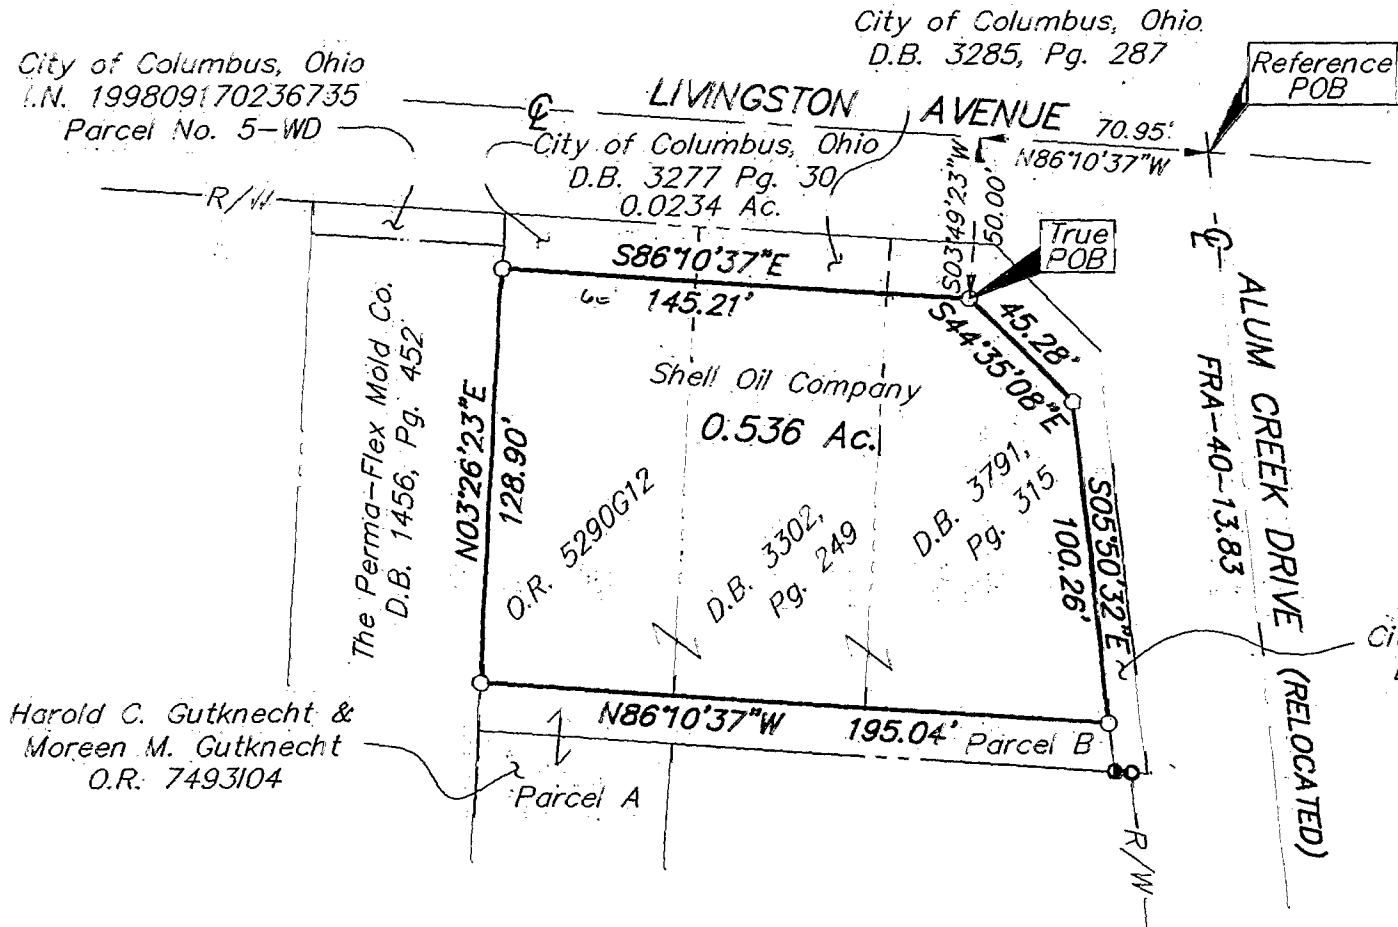 City of Columbus, Ohio
D.B. 3285, Pg. 287
City of Columbus, Ohio
I.N. 199809170236735
Parcel No. 5-WD
Reference
POB
LIVINGSTON AVENUE
70.95'
N86°10'37"W
City of Columbus, Ohio
D.B. 3277 Pg. 30
0.0234 Ac.
R/W
S03°49'23"W
50.00'
True
POB
S86°10'37"E
145.21'
45.28'
S44°35'08"E
Shell Oil Company
0.536 Ac.
N03°26'23"E
128.90'
The Perma-Flex Mold Co.
D.B. 1456, Pg. 452
O.R. 5290G12
D.B. 3302,
Pg. 249
D.B. 3791,
Pg. 315
S05°50'32"E
100.26'
ALUM CREEK DRIVE (RELOCATED)
FRA-40-13.83
N86°10'37"W 195.04'
Parcel B
Harold C. Gutknecht &
Moreen M. Gutknecht
O.R. 7493I04
Parcel A
R/W